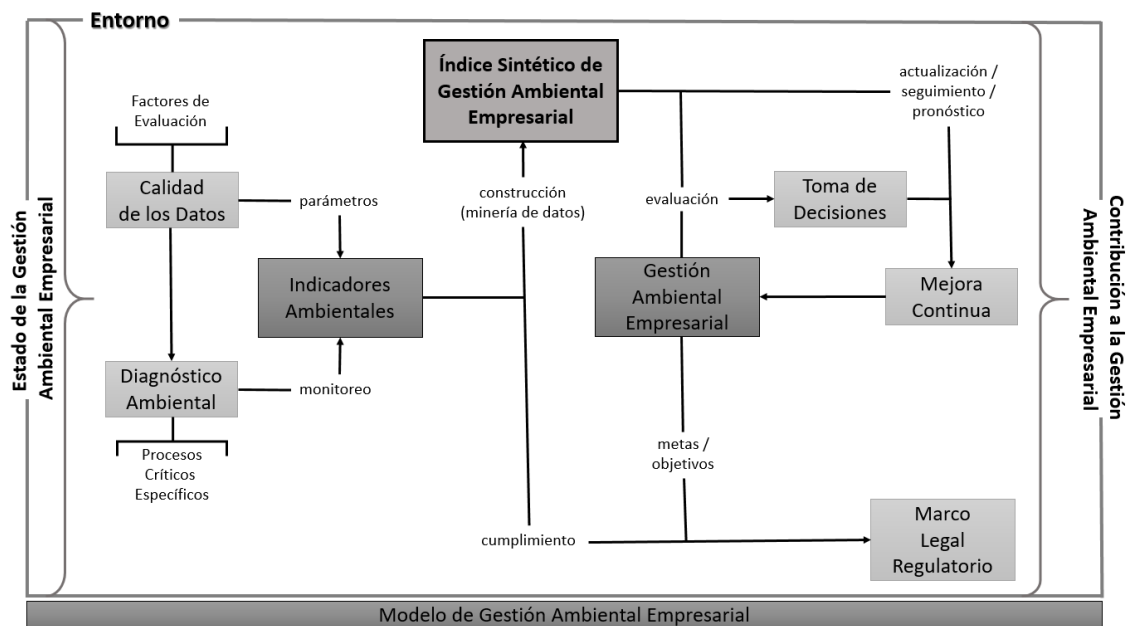 Entorno
Estado de la Gestión
Ambiental Empresarial
Factores de
Evaluación
Calidad
de los Datos
parámetros
Indicadores
Ambientales
Diagnóstico
Ambiental
monitoreo
Procesos
Críticos
Específicos
Índice Sintético de
Gestión Ambiental
Empresarial
construcción
(minería de datos)
cumplimiento
evaluación
Toma de
Decisiones
actualización /
seguimiento /
pronóstico
Gestión
Ambiental
Empresarial
Mejora
Continua
metas /
objetivos
Marco
Legal
Regulatorio
Contribución a la Gestión
Ambiental Empresarial
Modelo de Gestión Ambiental Empresarial